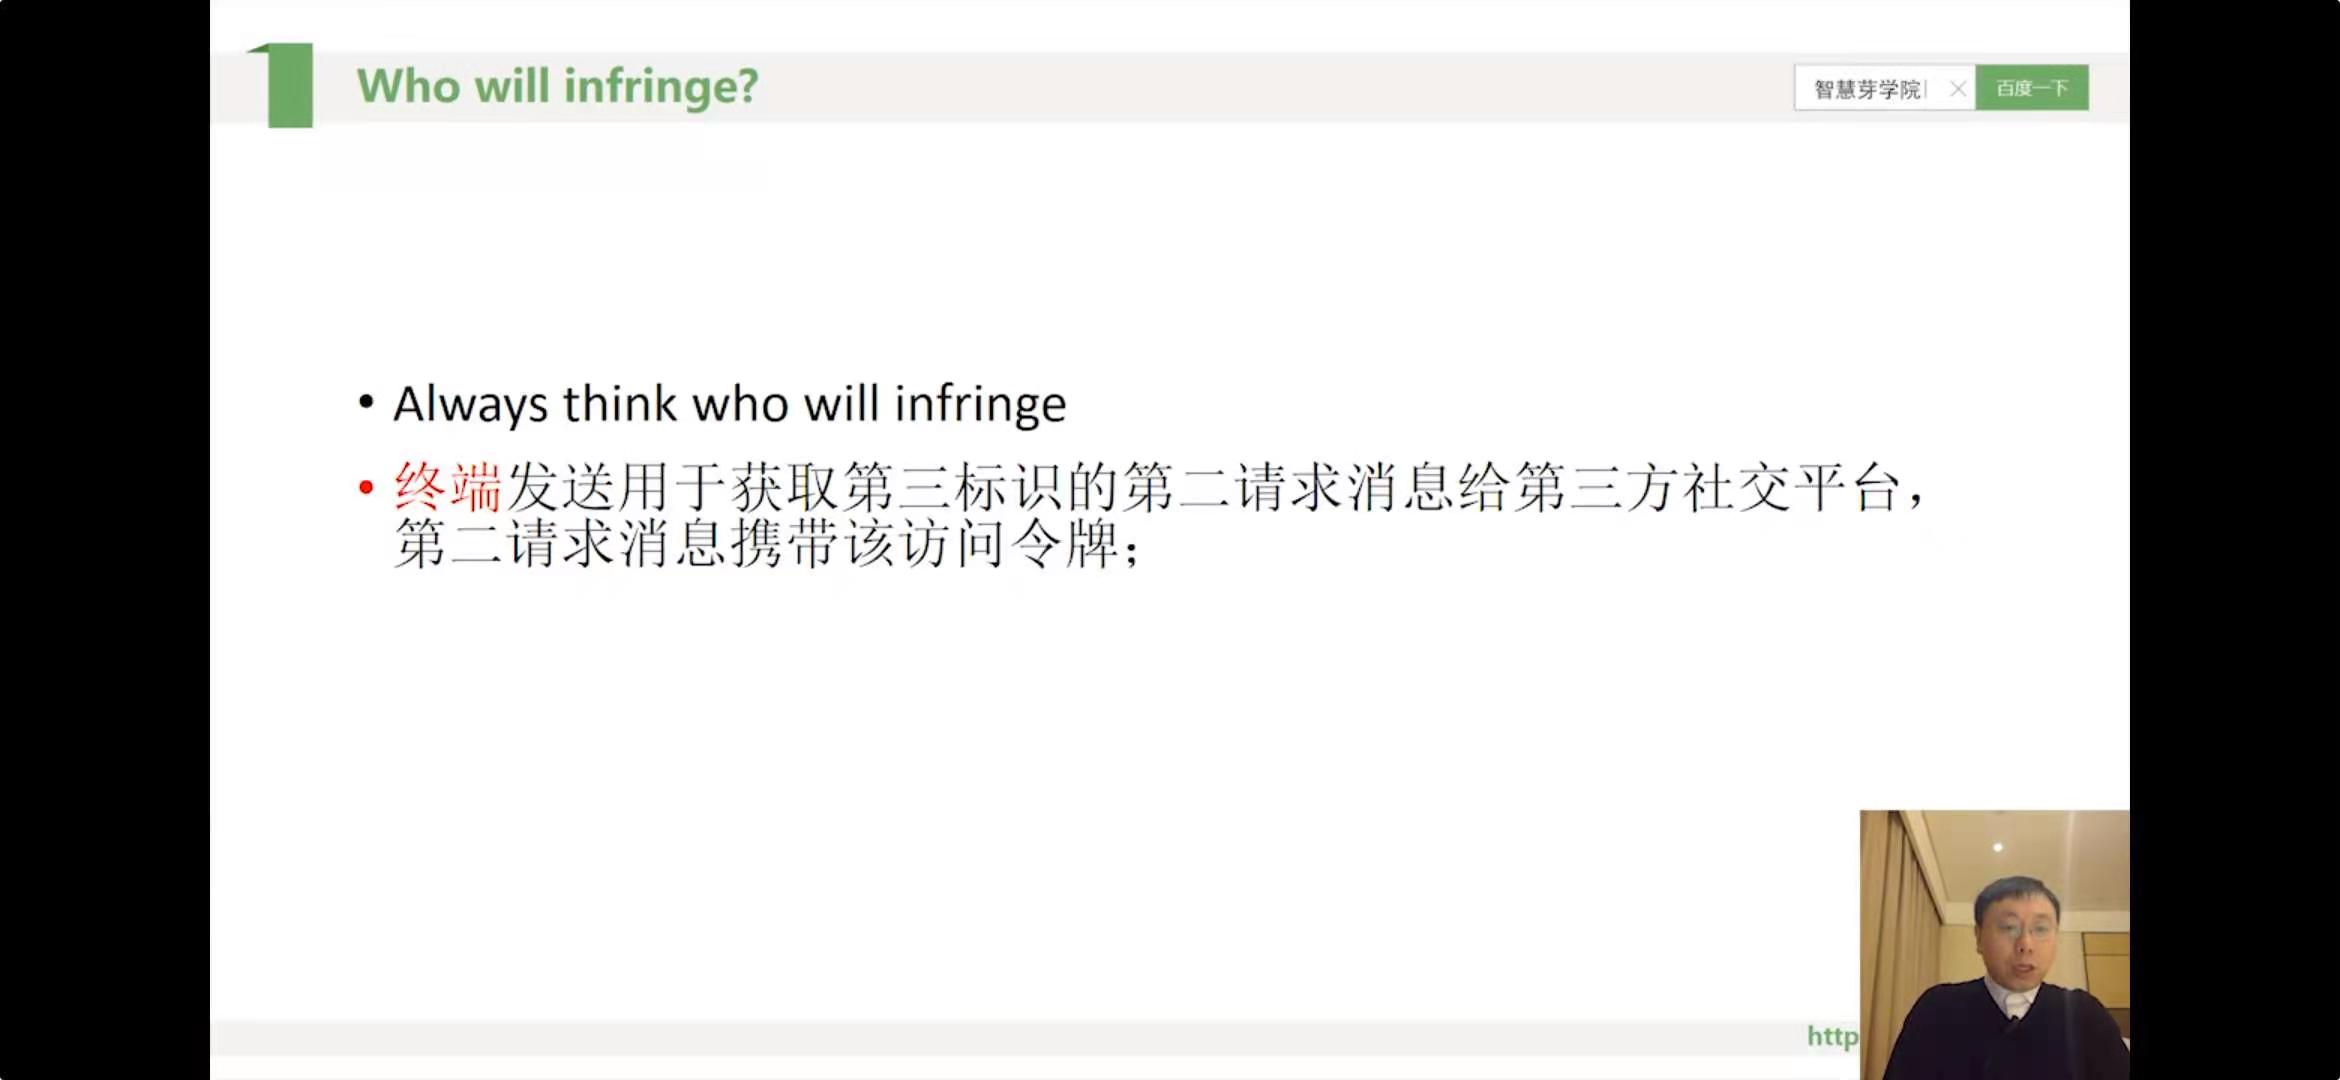 Who will infringe?
智慧芽学院
百度一下
• Always think who will infringe
• 终端发送用于获取第三标识的第二请求消息给第三方社交平台，
第二请求消息携带该访问令牌；
http